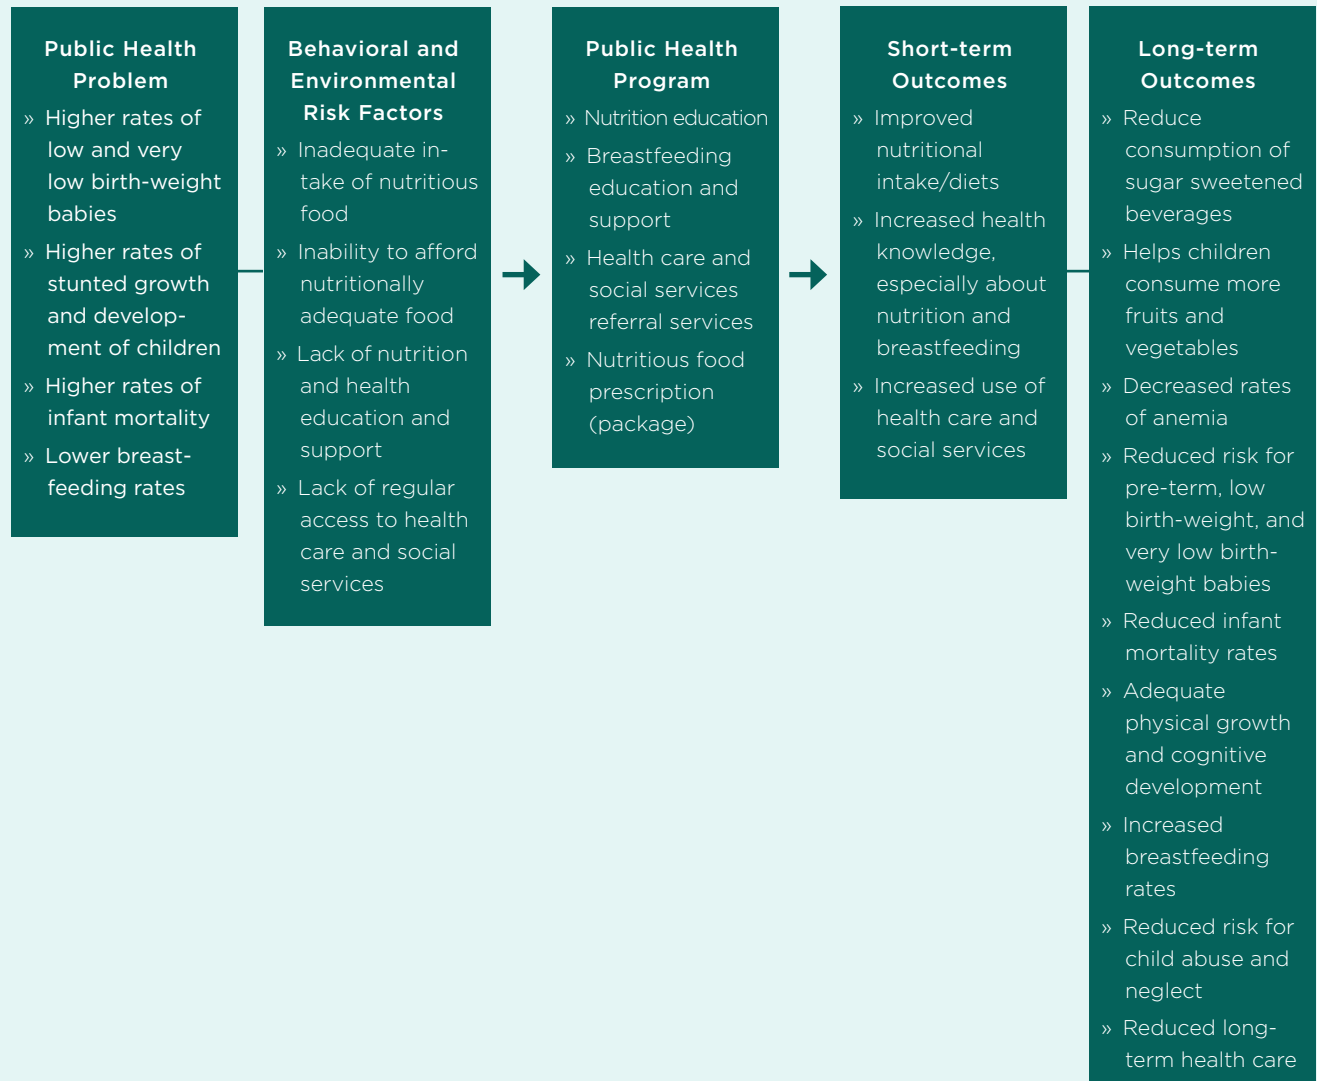 Public Health
Problem
» Higher rates of
low and very
low birth-weight
babies
» Higher rates of
stunted growth
and develop-
ment of children
» Higher rates of
infant mortality
» Lower breast-
feeding rates
Behavioral and
Environmental
Risk Factors
» Inadequate in-
take of nutritious
food
» Inability to afford
nutritionally
adequate food
» Lack of nutrition
and health
education and
support
» Lack of regular
access to health
care and social
services
Public Health
Program
» Nutrition education
» Breastfeeding
education and
support
» Health care and
social services
referral services
» Nutritious food
prescription
(package)
Short-term
Outcomes
» Improved
nutritional
intake/diets
» Increased health
knowledge,
especially about
nutrition and
breastfeeding
» Increased use of
health care and
social services
Long-term
Outcomes
» Reduce
consumption of
sugar sweetened
beverages
» Helps children
consume more
fruits and
vegetables
» Decreased rates
of anemia
» Reduced risk for
pre-term, low
birth-weight, and
very low birth-
weight babies
» Reduced infant
mortality rates
» Adequate
physical growth
and cognitive
development
» Increased
breastfeeding
rates
» Reduced risk for
child abuse and
neglect
» Reduced long-
term health care